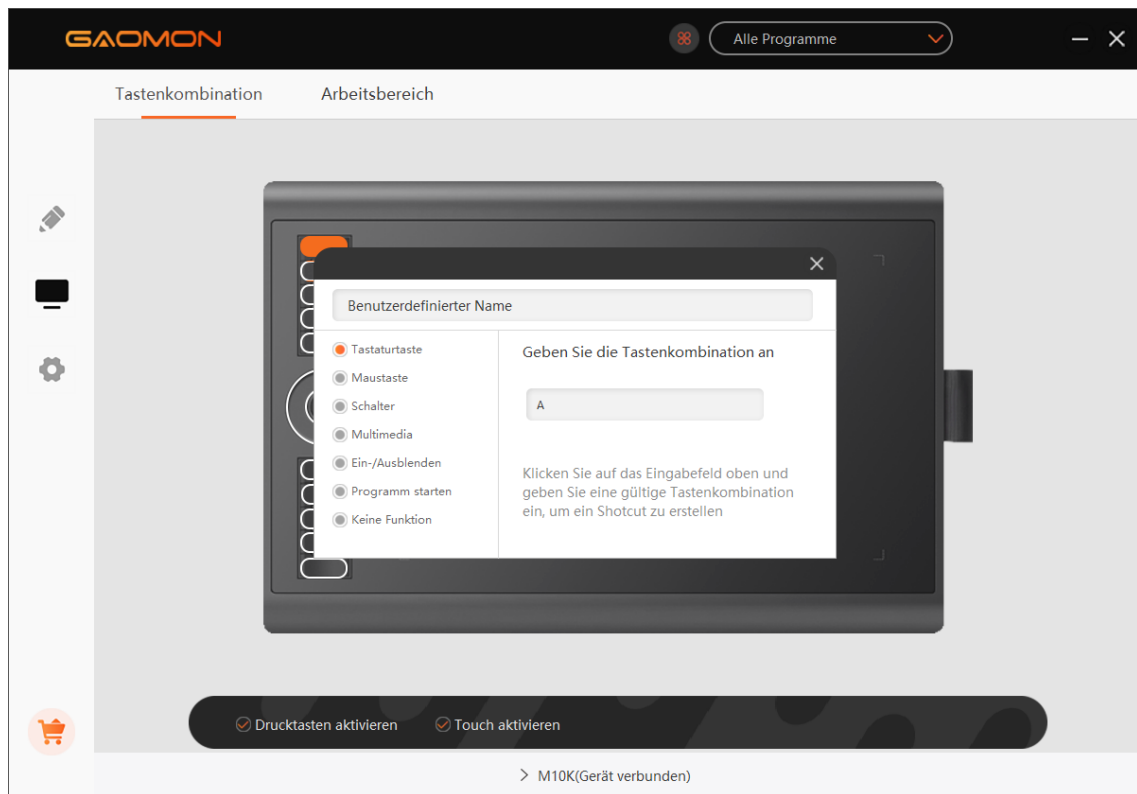 GAOMON
Alle Programme
Tastenkombination
Arbeitsbereich
Benutzerdefinierter Name
Tastaturtaste
Maustaste
Schalter
Multimedia
Ein-/Ausblenden
Programm starten
Keine Funktion
Geben Sie die Tastenkombination an
A
Klicken Sie auf das Eingabefeld oben und
geben Sie eine gültige Tastenkombination
ein, um ein Shotcut zu erstellen
Drucktasten aktivieren
Touch aktivieren
M10K(Gerät verbunden)